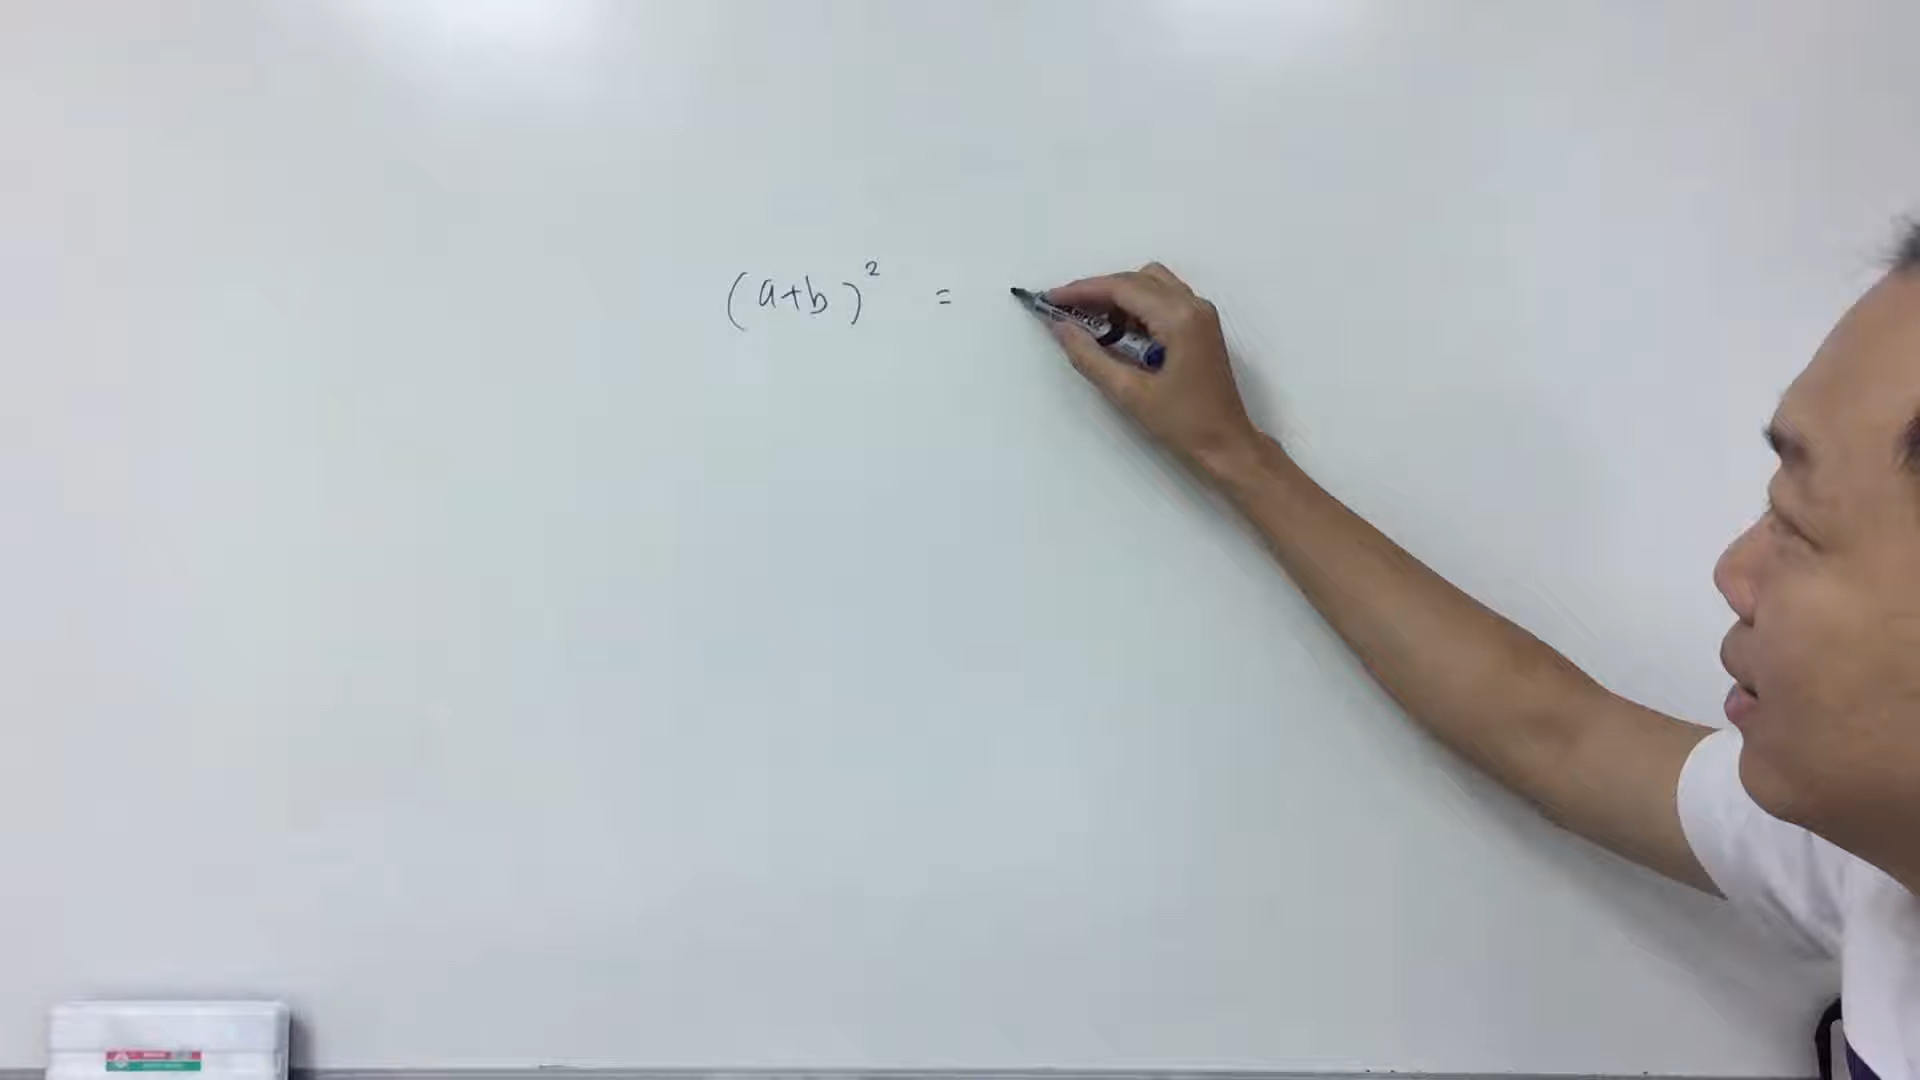 (a+b)² =